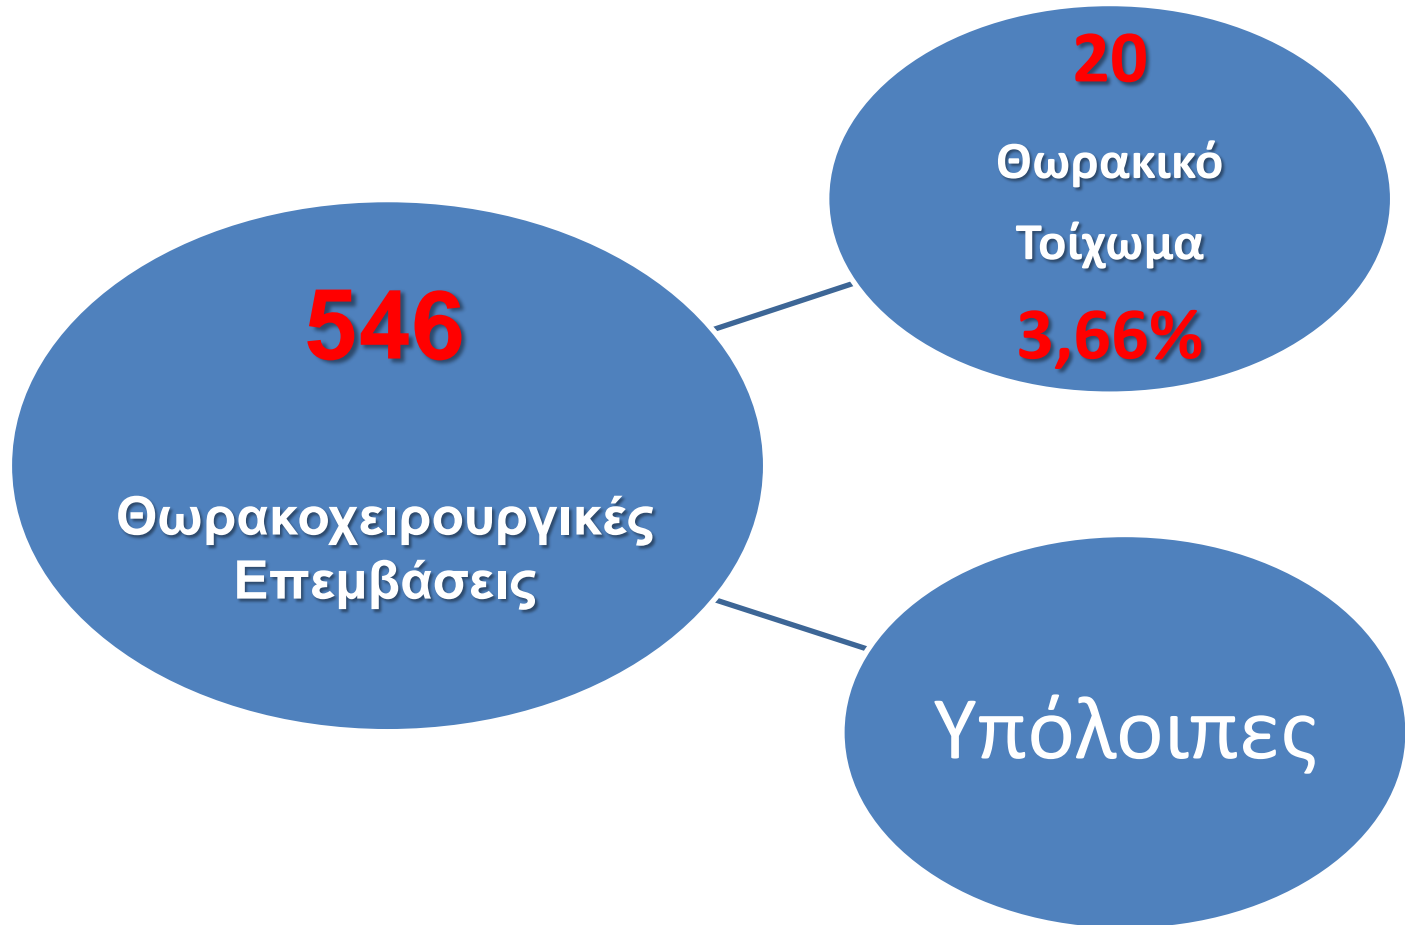 546
Θωρακοχειρουργικές
Επεμβάσεις
20
Θωρακικό
Τοίχωμα
3,66%
Υπόλοιπες